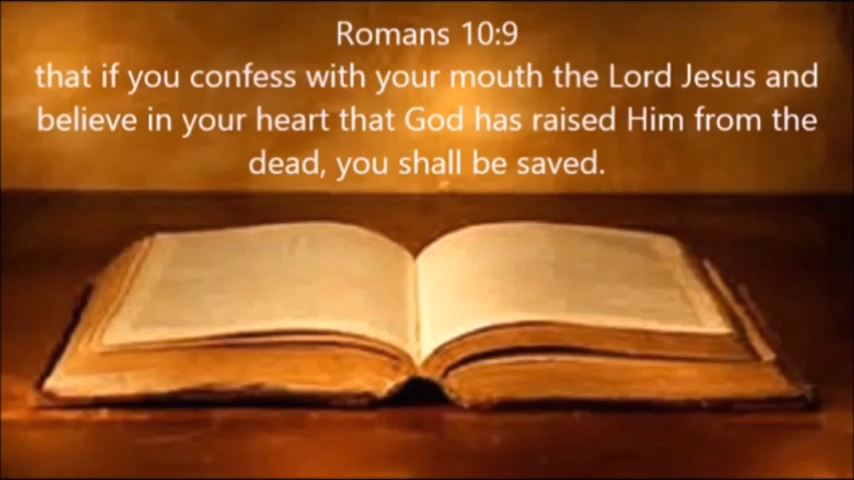 Romans 10:9
that if you confess with your mouth the Lord Jesus and
believe in your heart that God has raised Him from the
dead, you shall be saved.